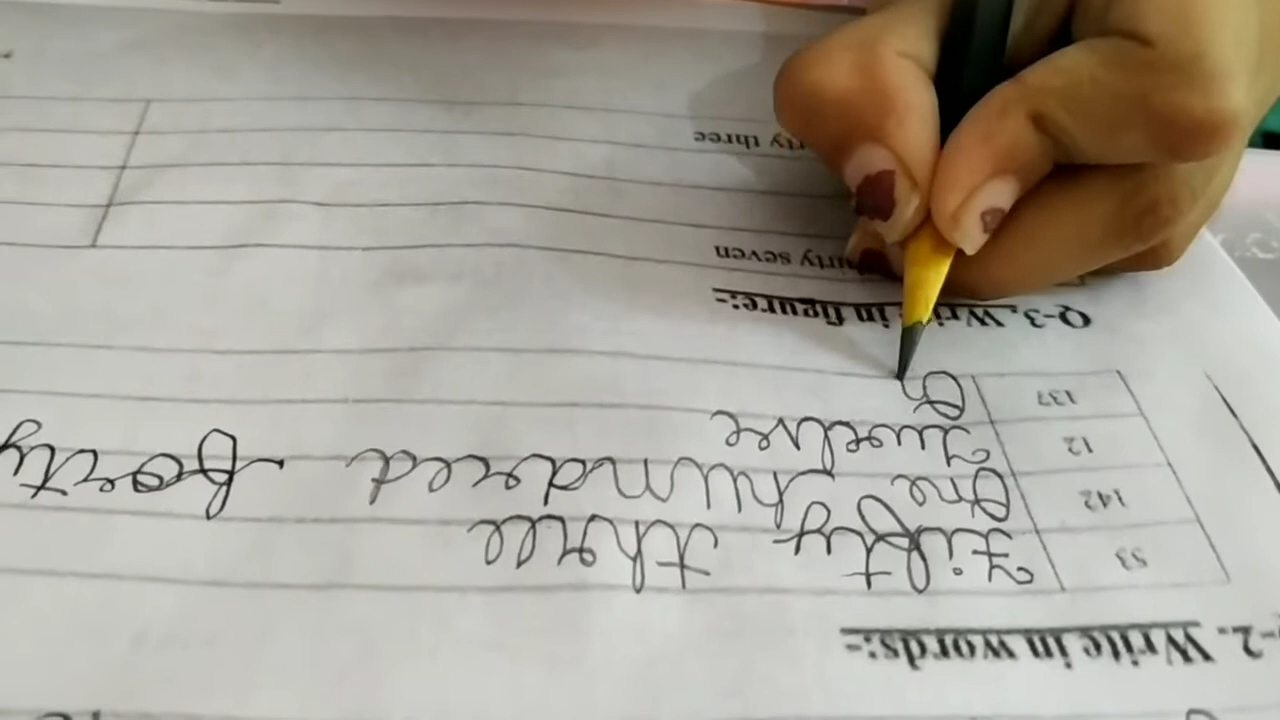 Q-2. Write in words:-
53 Fifty three
142 One hundred forty
12 Twelve
137 O
Q-3. Write in figure:-
thirty seven
three